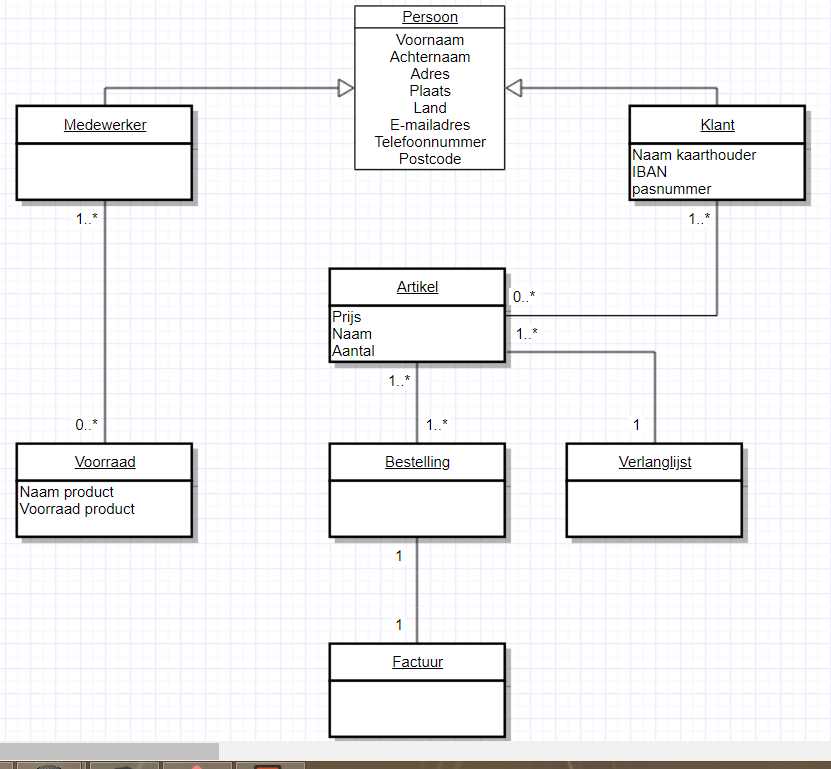 Persoon
Voornaam
Achternaam
Adres
Plaats
Land
E-mailadres
Telefoonnummer
Postcode
Medewerker
Klant
Naam kaarthouder
IBAN
pasnummer
1..*
1..*
Artikel
Prijs
Naam
Aantal
0..*
1..*
1..*
0..*
1..*
1
Voorraad
Naam product
Voorraad product
Bestelling
Verlanglijst
1
1
Factuur